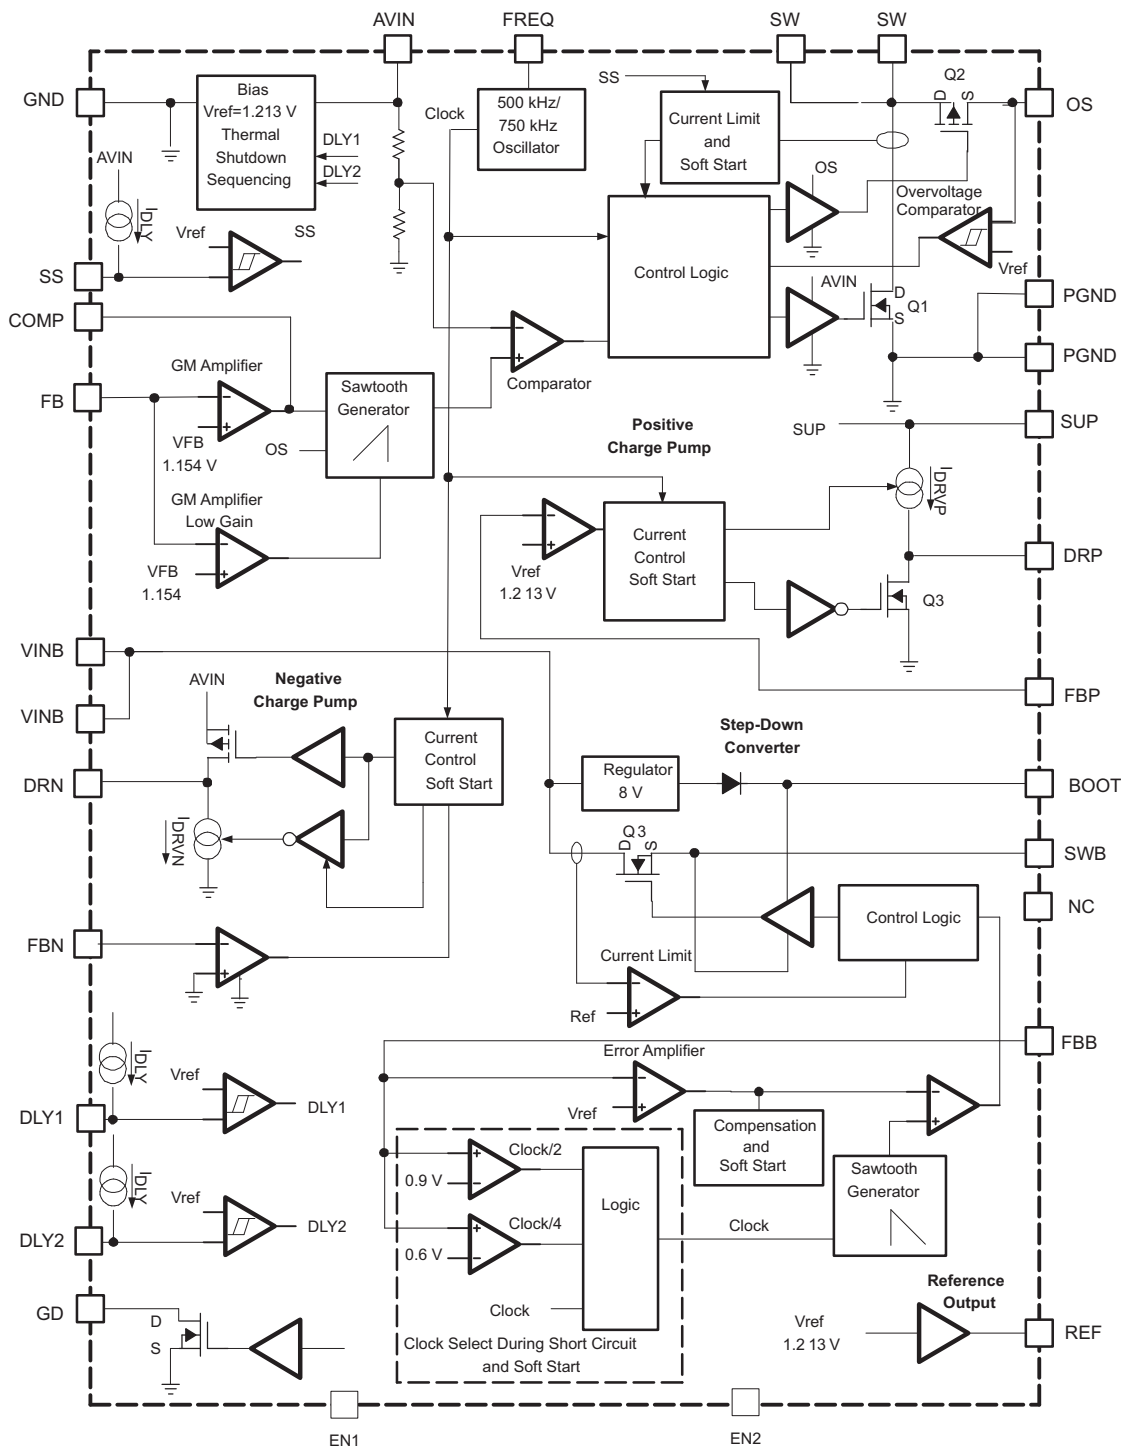 AVIN
FREQ
SW
SW
GND
Bias
Vref=1.213 V
Thermal
Shutdown
Sequencing
DLY1
DLY2
Clock
500 kHz/
750 kHz
Oscillator
SS
Current Limit
and
Soft Start
Q2
D
S
OS
AVIN
IDLY
Vref
SS
SS
OS
Overvoltage
Comparator
Vref
Control Logic
AVIN
D
Q1
S
PGND
PGND
COMP
GM Amplifier
FB
VFB
1.154 V
OS
Sawtooth
Generator
Comparator
Positive
Charge Pump
SUP
SUP
GM Amplifier
Low Gain
VFB
1.154
Vref
1.2 13 V
Current
Control
Soft Start
IDRVP
DRP
Q3
VINB
VINB
AVIN
Negative
Charge Pump
FBP
DRN
IDRVN
Current
Control
Soft Start
Step-Down
Converter
Regulator
8 V
BOOT
Q3
D
S
SWB
NC
Control Logic
FBN
Current Limit
Ref
FBB
Error Amplifier
Vref
IDLY
Vref
DLY1
DLY1
Compensation
and
Soft Start
Sawtooth
Generator
Clock/2
0.9 V
Logic
Clock/4
0.6 V
Clock
Clock
Clock Select During Short Circuit
and Soft Start
IDLY
Vref
DLY2
DLY2
GD
D
S
Reference
Output
Vref
1.2 13 V
REF
EN1
EN2